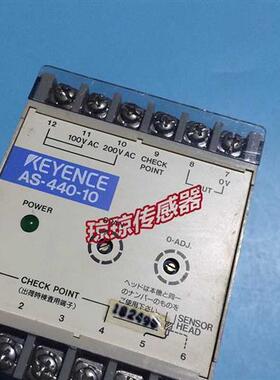 12 11 10 9 8 7
100V AC 200V AC CHECK POINT OUT 0V
KEYENCE
AS-440-10
POWER
琼琼传感器
0-ADJ.
CHECK POINT
(出荷時検査用端子)
ヘッドは本機と同一
のナンバーのものを
ご使用下さい
SENSOR
HEAD
2 3 4 5 6